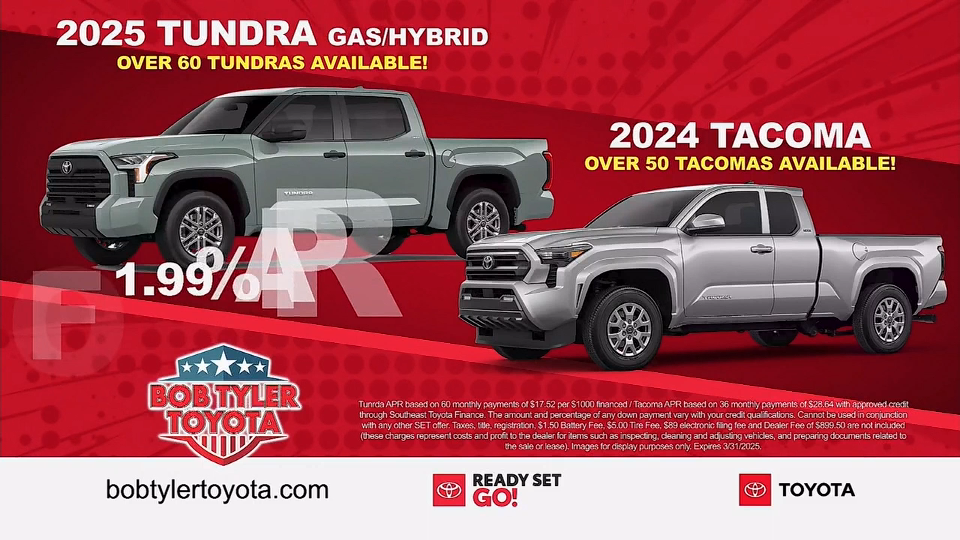 2025 TUNDRA GAS/HYBRID
OVER 60 TUNDRAS AVAILABLE!
2024 TACOMA
OVER 50 TACOMAS AVAILABLE!
TUNDRA
TACOMA
1.99% APR
F
BOB TYLER
TOYOTA
Tunrda APR based on 60 monthly payments of $17.52 per $1000 financed / Tacoma APR based on 36 monthly payments of $28.64 with approved credit
through Southeast Toyota Finance. The amount and percentage of any down payment vary with your credit qualifications. Cannot be used in conjunction
with any other SET offer. Taxes, title, registration, $1.50 Battery Fee, $5.00 Tire Fee, $89 electronic filing fee and Dealer Fee of $899.50 are not included
(these charges represent costs and profit to the dealer for items such as inspecting, cleaning and adjusting vehicles, and preparing documents related to
the sale or lease). Images for display purposes only. Expires 3/31/2025.
bobtylertoyota.com
READY SET
GO!
TOYOTA